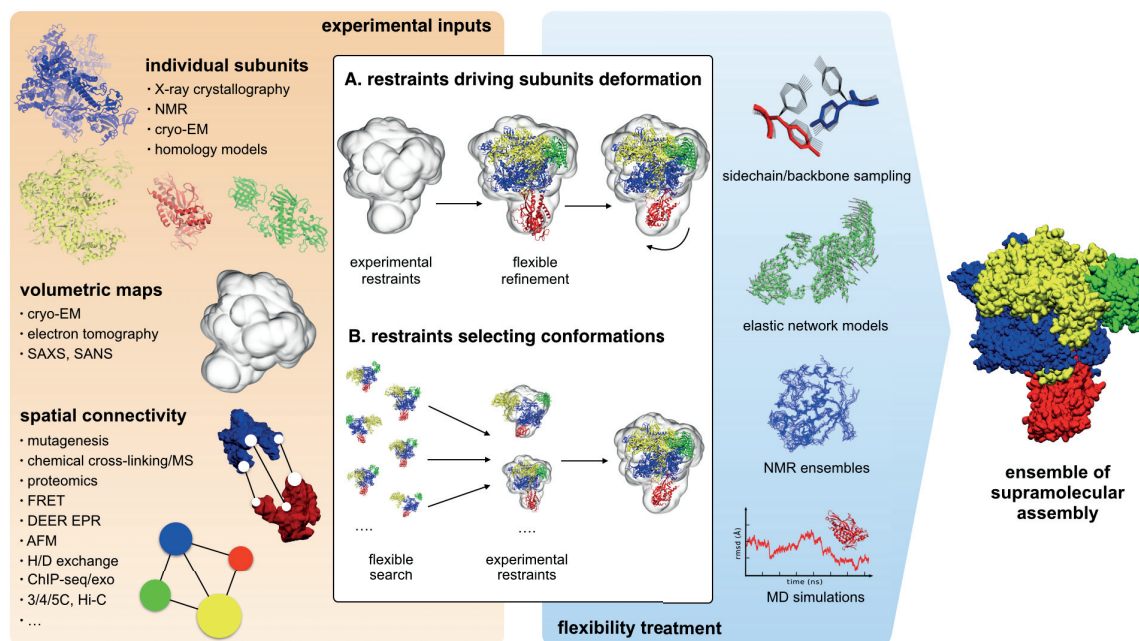 experimental inputs
individual subunits
· X-ray crystallography
· NMR
· cryo-EM
· homology models
volumetric maps
· cryo-EM
· electron tomography
· SAXS, SANS
spatial connectivity
· mutagenesis
· chemical cross-linking/MS
· proteomics
· FRET
· DEER EPR
· AFM
· H/D exchange
· ChIP-seq/exo
· 3/4/5C, Hi-C
· ...
A. restraints driving subunits deformation
experimental
restraints
flexible
refinement
B. restraints selecting conformations
....
....
flexible
search
experimental
restraints
sidechain/backbone sampling
elastic network models
NMR ensembles
rmsd (Å)
time (ns)
MD simulations
flexibility treatment
ensemble of
supramolecular
assembly